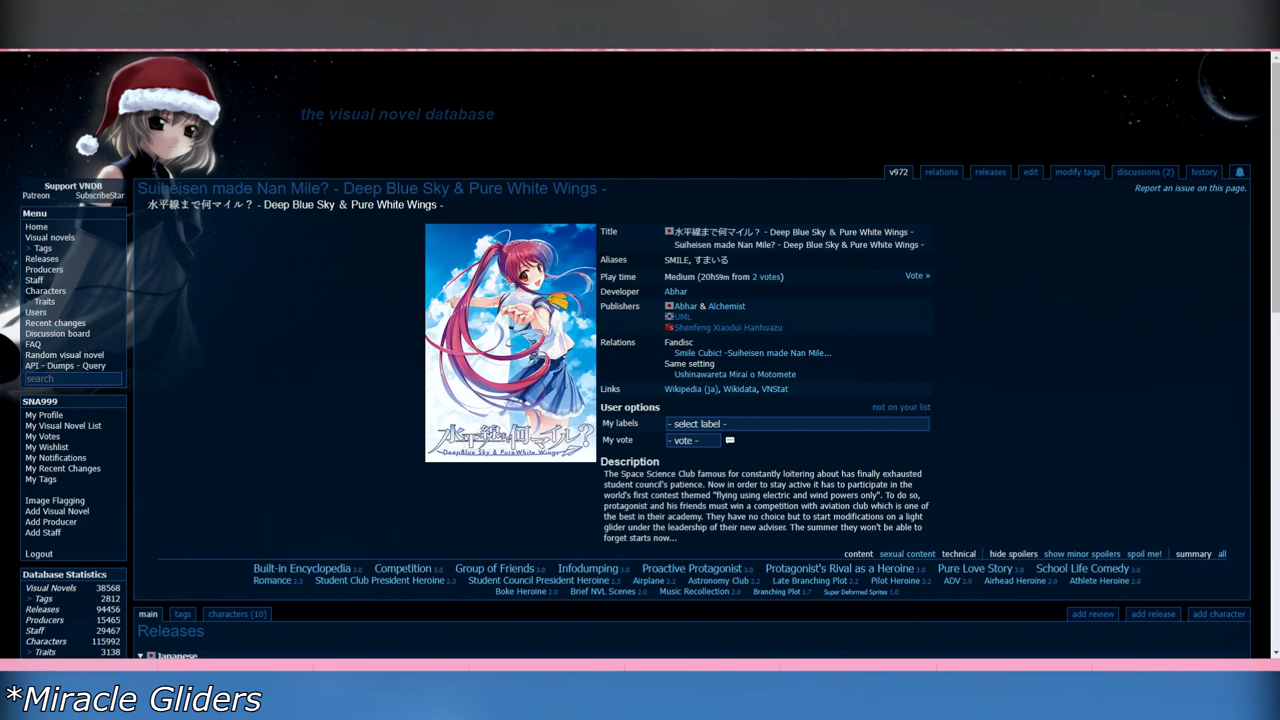 the visual novel database
Support VNDB
Patreon SubscribeStar
Menu
Home
Visual novels
> Tags
Releases
Producers
Staff
Characters
> Traits
Users
Recent changes
Discussion board
FAQ
Random visual novel
API - Dumps - Query
search
SNA999
My Profile
My Visual Novel List
My Votes
My Wishlist
My Notifications
My Recent Changes
My Tags
Image Flagging
Add Visual Novel
Add Producer
Add Staff
Logout
Database Statistics
Visual Novels 38568
> Tags 2812
Releases 94456
Producers 15465
Staff 29467
Characters 115992
> Traits 3138
v972 relations releases edit modify tags discussions (2) history
Report an issue on this page.
Suiheisen made Nan Mile? - Deep Blue Sky & Pure White Wings -
水平線まで何マイル？ - Deep Blue Sky ＆ Pure White Wings -
水平線まで何マイル?
DeepBlue Sky & PureWhite Wings
Title 水平線まで何マイル？ - Deep Blue Sky ＆ Pure White Wings -
Suiheisen made Nan Mile? - Deep Blue Sky & Pure White Wings -
Aliases SMILE, すまいる
Play time Medium (20h59m from 2 votes) Vote »
Developer Abhar
Publishers Abhar & Alchemist
UML
Shenfeng Xiaodui Hanhuazu
Relations Fandisc
Smile Cubic! -Suiheisen made Nan Mile...
Same setting
Ushinawareta Mirai o Motomete
Links Wikipedia (ja), Wikidata, VNStat
User options not on your list
My labels - select label -
My vote - vote -
Description
The Space Science Club famous for constantly loitering about has finally exhausted
student council's patience. Now in order to stay active it has to participate in the
world's first contest themed "flying using electric and wind powers only". To do so,
protagonist and his friends must win a competition with aviation club which is one of
the best in their academy. They have no choice but to start modifications on a light
glider under the leadership of their new adviser. The summer they won't be able to
forget starts now...
content sexual content technical hide spoilers show minor spoilers spoil me! summary all
Built-in Encyclopedia 3.0 Competition 3.0 Group of Friends 3.0 Infodumping 3.0 Proactive Protagonist 3.0 Protagonist's Rival as a Heroine 3.0 Pure Love Story 3.0 School Life Comedy 3.0
Romance 2.3 Student Club President Heroine 2.3 Student Council President Heroine 2.3 Airplane 2.2 Astronomy Club 2.2 Late Branching Plot 2.2 Pilot Heroine 2.2 ADV 2.0 Airhead Heroine 2.0 Athlete Heroine 2.0
Boke Heroine 2.0 Brief NVL Scenes 2.0 Music Recollection 2.0 Branching Plot 1.7 Super Deformed Sprites 1.0
main tags characters (10) add review add release add character
Releases
Japanese
*Miracle Gliders